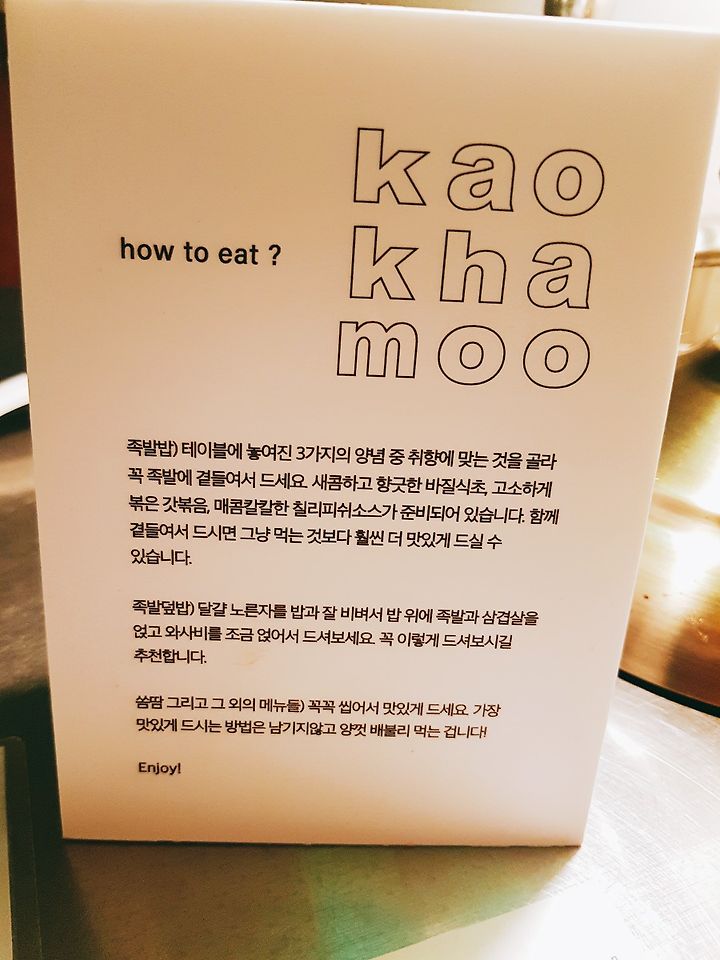 kao
kha
moo
how to eat ?
족발밥) 테이블에 놓여진 3가지의 양념 중 취향에 맞는 것을 골라
꼭 족발에 곁들여서 드세요. 새콤하고 향긋한 바질식초, 고소하게
볶은 갓볶음, 매콤칼칼한 칠리피쉬소스가 준비되어 있습니다. 함께
곁들여서 드시면 그냥 먹는 것보다 훨씬 더 맛있게 드실 수
있습니다.
족발덮밥) 달걀 노른자를 밥과 잘 비벼서 밥 위에 족발과 삼겹살을
얹고 와사비를 조금 얹어서 드셔보세요. 꼭 이렇게 드셔보시길
추천합니다.
쏨땀 그리고 그 외의 메뉴들) 꼭꼭 씹어서 맛있게 드세요. 가장
맛있게 드시는 방법은 남기지않고 양껏 배불리 먹는 겁니다!
Enjoy!